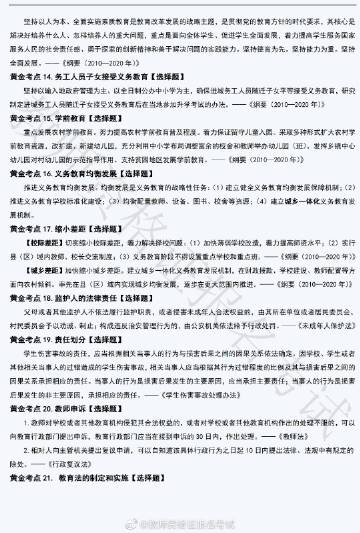 坚持以人为本、全面实施素质教育是教育改革发展的战略主题，是贯彻党的教育方针的时代要求，其核心是
解决好培养什么人、怎样培养人的重大问题，重点是面向全体学生、促进学生全面发展，着力提高学生服务国家
服务人民的社会责任感、勇于探索的创新精神和善于解决问题的实践能力。坚持德育为先，坚持能力为重，坚持
全面发展。——《纲要（2010—2020 年）》
黄金考点 14. 务工人员子女接受义务教育【选择题】
坚持以输入地政府管理为主、以全日制公办中小学为主，确保进城务工人员随迁子女平等接受义务教育，研究
制定进城务工人员随迁子女接受义务教育后在当地参加升学考试的办法。——《纲要（2010—2020 年）》
黄金考点 15. 学前教育【选择题】
重点发展农村学前教育。努力提高农村学前教育普及程度。着力保证留守儿童入园。采取多种形式扩大农村学
前教育资源，改扩建、新建幼儿园，充分利用中小学布局调整富余的校舍和教师举办幼儿园（班）。发挥乡镇中心
幼儿园对村幼儿园的示范指导作用。支持贫困地区发展学前教育。——《纲要（2010—2020 年）》
黄金考点 16. 义务教育均衡发展【选择题】
推进义务教育均衡发展。均衡发展是义务教育的战略性任务：（1）建立健全义务教育均衡发展保障机制；（2）
推进义务教育学校标准化建设；（3）均衡配置教师、设备、图书、校舍等资源；（4）建立城乡一体化义务教育发
展机制。
黄金考点 17. 缩小差距【选择题】
【校际差距】切实缩小校际差距，着力解决择校问题：（1）加快薄弱学校改造，着力提高师资水平；（2）实行
县（区）域内教师、校长交流制度；（3）义务教育阶段不得设置重点学校和重点班。——《纲要（2010—2020 年）》
【城乡差距】加快缩小城乡差距。建立城乡一体化义务教育发展机制，在财政拨款、学校建设、教师配置等方
面向农村倾斜。率先在县（区）域内实现城乡均衡发展，逐步在更大范围内推进。——《纲要（2010—2020 年）》
黄金考点 18. 监护人的法律责任【选择题】
父母或者其他监护人不依法履行监护职责，或者侵害未成年人合法权益的，由其所在单位或者居民委员会、
村民委员会予以劝诫、制止；构成违反治安管理行为的，由公安机关依法给予行政处罚。——《未成年人保护法》
黄金考点 19. 责任划分【选择题】
学生伤害事故的责任，应当根据相关当事人的行为与损害后果之间的因果关系依法确定。因学校、学生或者
其他相关当事人的过错造成的学生伤害事故，相关当事人应当根据其行为过错程度的比例及其与损害后果之间的
因果关系承担相应的责任。当事人的行为是损害后果发生的主要原因，应当承担主要责任；当事人的行为是损害
后果发生的非主要原因，承担相应的责任。——《学生伤害事故处理办法》
黄金考点 20. 教师申诉【选择题】
1.教师对学校或者其他教育机构侵犯其合法权益的，或者对学校或者其他教育机构作出的处理不服的，可以
向教育行政部门提出申诉，教育行政部门应当在接到申诉的 30 日内，作出处理。——《教师法》
2.相对人向主管机关提出复议申请，可以自知道该具体行政行为之日起
黄金考点 21. 教育法的制定和实施【选择题】